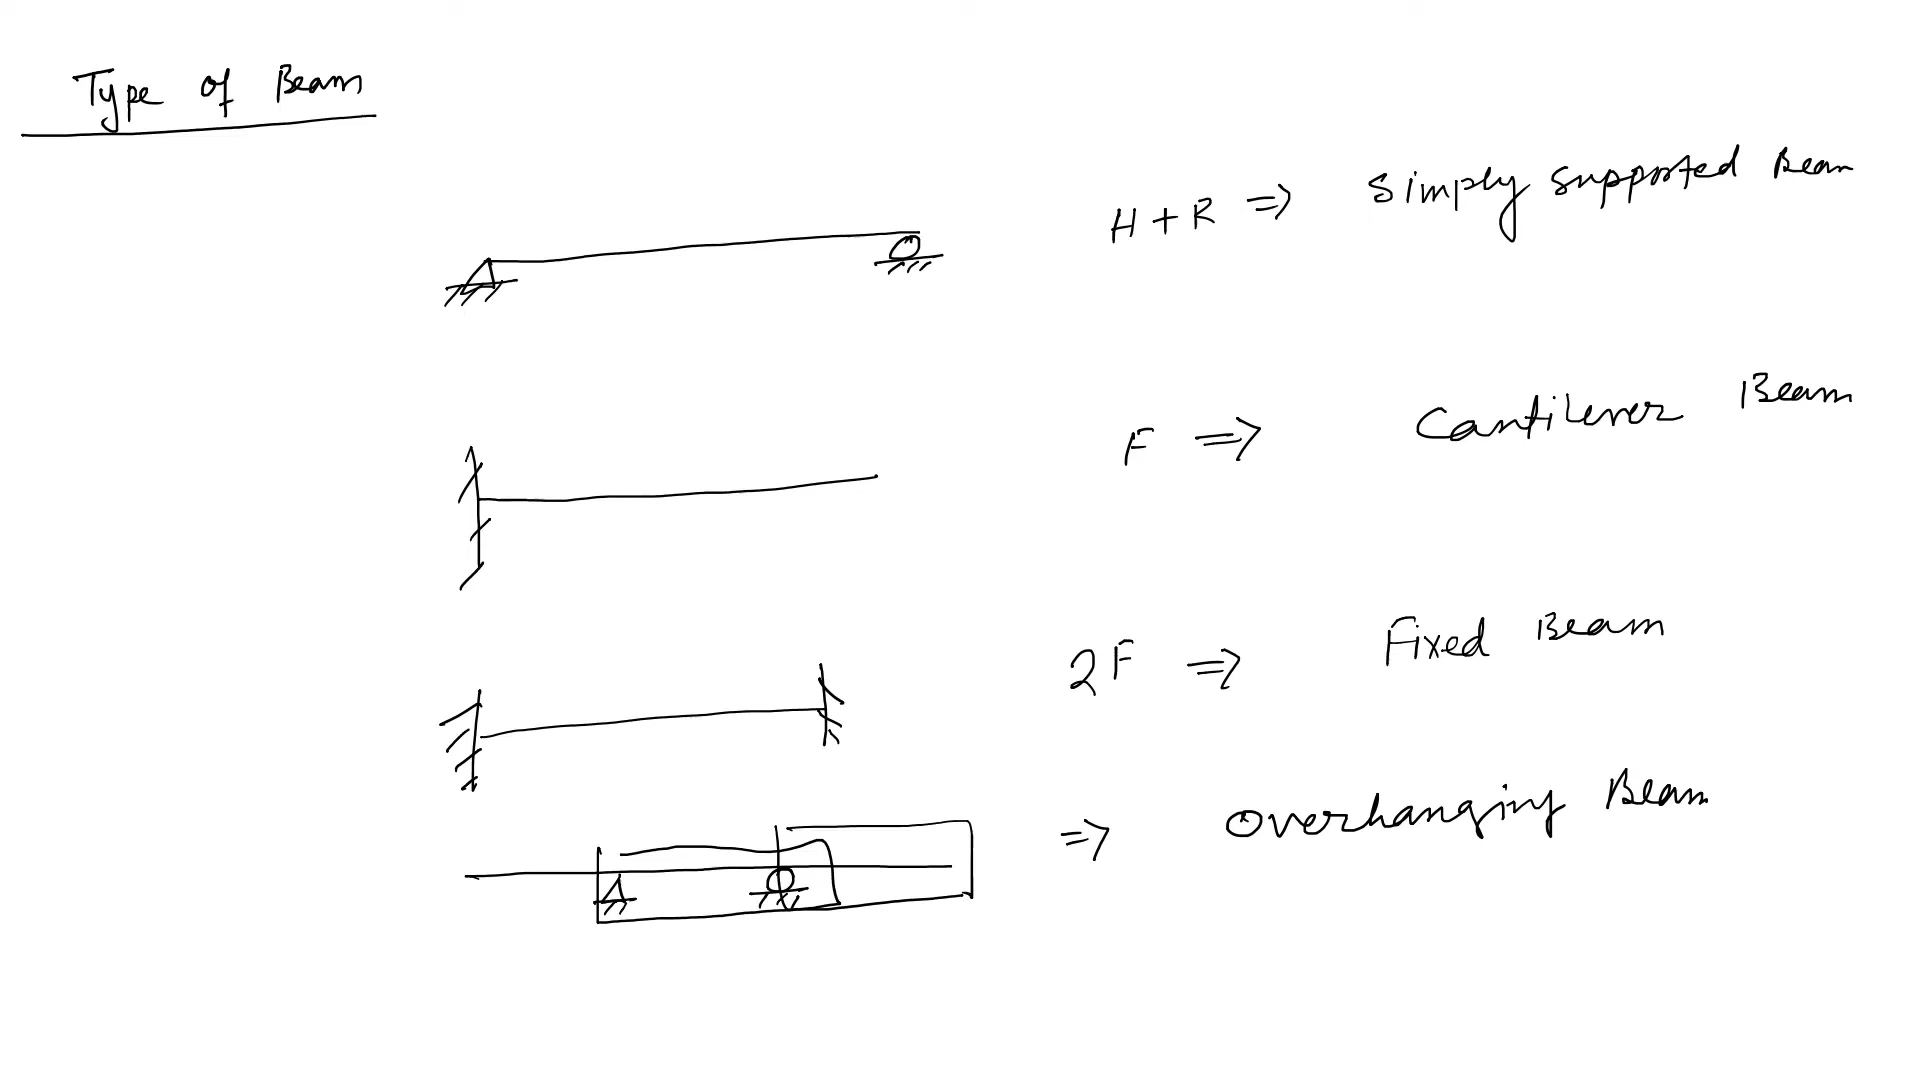 Type of Beam
H + R ⇒ Simply supported Beam
F ⇒ Cantilever Beam
2F ⇒ Fixed Beam
⇒ Overhanging Beam